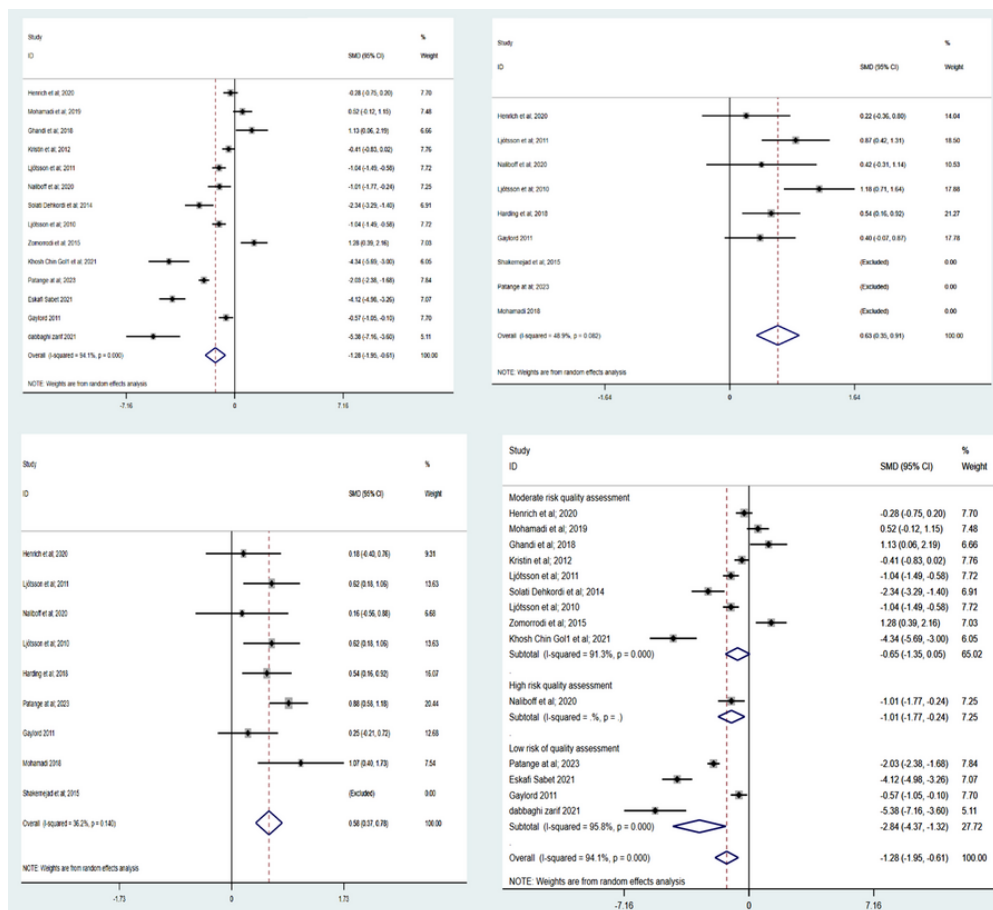 Study %
ID SMD (95% CI) Weight
Henrich et al; 2020 -0.28 (-0.75, 0.20) 7.70
Mohamadi et al; 2019 0.52 (-0.12, 1.15) 7.48
Ghandi et al; 2018 1.13 (0.06, 2.19) 6.66
Kristin et al; 2012 -0.41 (-0.83, 0.02) 7.76
Ljótsson et al; 2011 -1.04 (-1.49, -0.58) 7.72
Naliboff et al; 2020 -1.01 (-1.77, -0.24) 7.25
Solati Dehkordi et al; 2014 -2.34 (-3.29, -1.40) 6.91
Ljótsson et al; 2010 -1.04 (-1.49, -0.58) 7.72
Zomorrodi et al; 2015 1.28 (0.39, 2.16) 7.03
Khosh Chin Gol1 et al; 2021 -4.34 (-5.69, -3.00) 6.05
Patange at al; 2023 -2.03 (-2.38, -1.68) 7.84
Eskafi Sabet 2021 -4.12 (-4.98, -3.26) 7.07
Gaylord 2011 -0.57 (-1.05, -0.10) 7.70
dabbaghi zarif 2021 -5.38 (-7.16, -3.60) 5.11
Overall (I-squared = 94.1%, p = 0.000) -1.28 (-1.95, -0.61) 100.00
NOTE: Weights are from random effects analysis
-7.16 0 7.16
Study %
ID SMD (95% CI) Weight
Henrich et al; 2020 0.22 (-0.36, 0.80) 14.04
Ljótsson et al; 2011 0.87 (0.42, 1.31) 18.50
Naliboff et al; 2020 0.42 (-0.31, 1.14) 10.53
Ljótsson et al; 2010 1.18 (0.71, 1.64) 17.88
Harding et al; 2018 0.54 (0.16, 0.92) 21.27
Gaylord 2011 0.40 (-0.07, 0.87) 17.78
Shakernejad et al; 2015 (Excluded) 0.00
Patange at al; 2023 (Excluded) 0.00
Mohamadi 2018 (Excluded) 0.00
Overall (I-squared = 48.9%, p = 0.082) 0.63 (0.35, 0.91) 100.00
NOTE: Weights are from random effects analysis
-1.64 0 1.64
Study %
ID SMD (95% CI) Weight
Henrich et al; 2020 0.18 (-0.40, 0.76) 9.31
Ljótsson et al; 2011 0.62 (0.18, 1.06) 13.63
Naliboff et al; 2020 0.16 (-0.56, 0.88) 6.68
Ljótsson et al; 2010 0.62 (0.18, 1.06) 13.63
Harding et al; 2018 0.54 (0.16, 0.92) 16.07
Patange at al; 2023 0.88 (0.58, 1.18) 20.44
Gaylord 2011 0.25 (-0.21, 0.72) 12.68
Mohamadi 2018 1.07 (0.40, 1.73) 7.54
Shakernejad et al; 2015 (Excluded) 0.00
Overall (I-squared = 36.2%, p = 0.140) 0.58 (0.37, 0.78) 100.00
NOTE: Weights are from random effects analysis
-1.73 0 1.73
Study %
ID SMD (95% CI) Weight
Moderate risk quality assessment
Henrich et al; 2020 -0.28 (-0.75, 0.20) 7.70
Mohamadi et al; 2019 0.52 (-0.12, 1.15) 7.48
Ghandi et al; 2018 1.13 (0.06, 2.19) 6.66
Kristin et al; 2012 -0.41 (-0.83, 0.02) 7.76
Ljótsson et al; 2011 -1.04 (-1.49, -0.58) 7.72
Solati Dehkordi et al; 2014 -2.34 (-3.29, -1.40) 6.91
Ljótsson et al; 2010 -1.04 (-1.49, -0.58) 7.72
Zomorrodi et al; 2015 1.28 (0.39, 2.16) 7.03
Khosh Chin Gol1 et al; 2021 -4.34 (-5.69, -3.00) 6.05
Subtotal (I-squared = 91.3%, p = 0.000) -0.65 (-1.35, 0.05) 65.02
.
High risk quality assessment
Naliboff et al; 2020 -1.01 (-1.77, -0.24) 7.25
Subtotal (I-squared = .%, p = .) -1.01 (-1.77, -0.24) 7.25
.
Low risk of quality assessment
Patange at al; 2023 -2.03 (-2.38, -1.68) 7.84
Eskafi Sabet 2021 -4.12 (-4.98, -3.26) 7.07
Gaylord 2011 -0.57 (-1.05, -0.10) 7.70
dabbaghi zarif 2021 -5.38 (-7.16, -3.60) 5.11
Subtotal (I-squared = 95.8%, p = 0.000) -2.84 (-4.37, -1.32) 27.72
.
Overall (I-squared = 94.1%, p = 0.000) -1.28 (-1.95, -0.61) 100.00
NOTE: Weights are from random effects analysis
-7.16 0 7.16